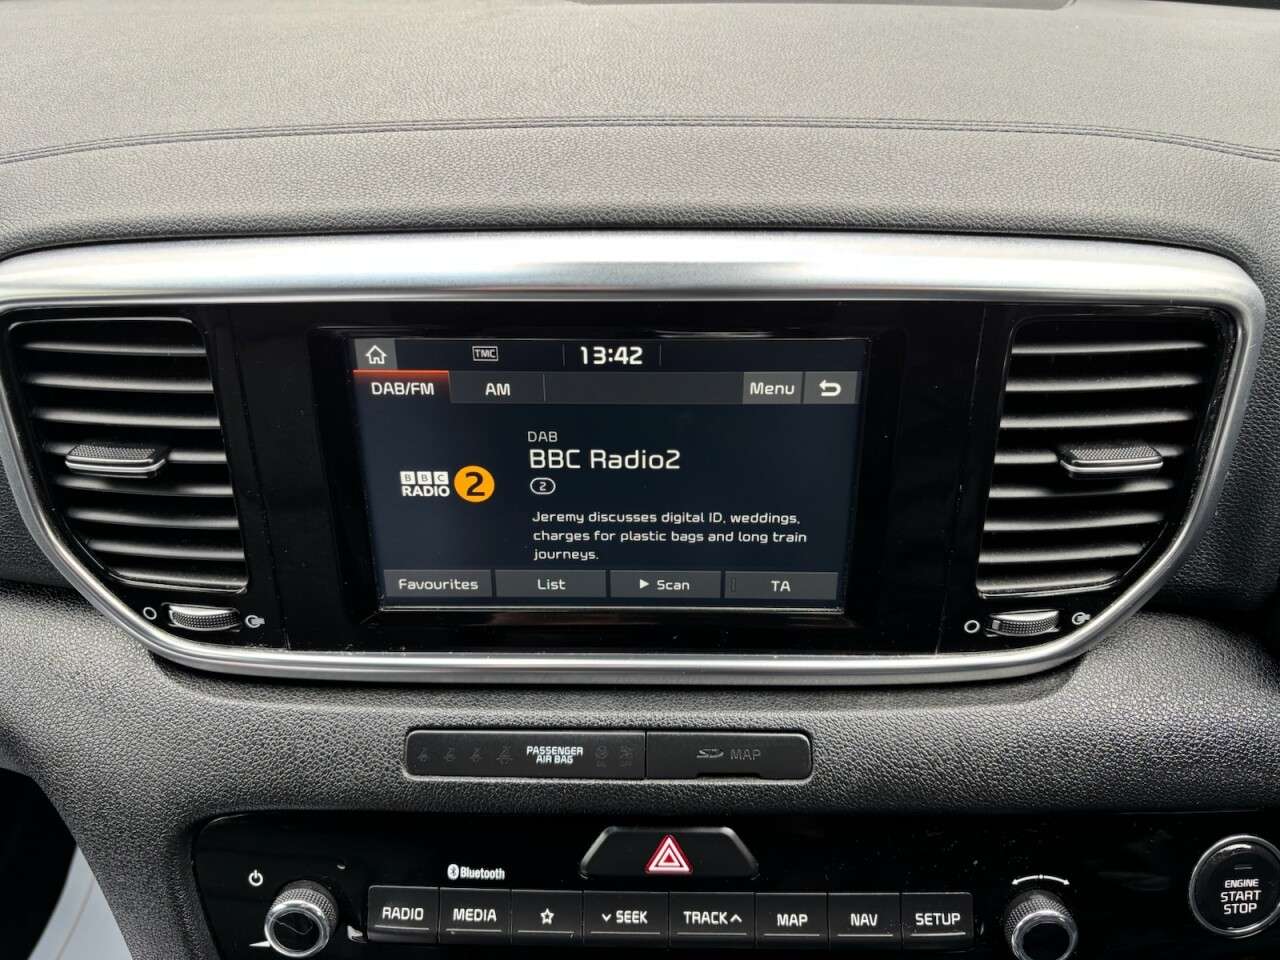 TMC
13:42
DAB/FM
AM
Menu
DAB
BBC Radio2
BBC
RADIO 2
2
Jeremy discusses digital ID, weddings,
charges for plastic bags and long train
journeys.
Favourites
List
Scan
TA
PASSENGER
AIR BAG
SD MAP
Bluetooth
RADIO
MEDIA
SEEK
TRACK
MAP
NAV
SETUP
ENGINE
START
STOP